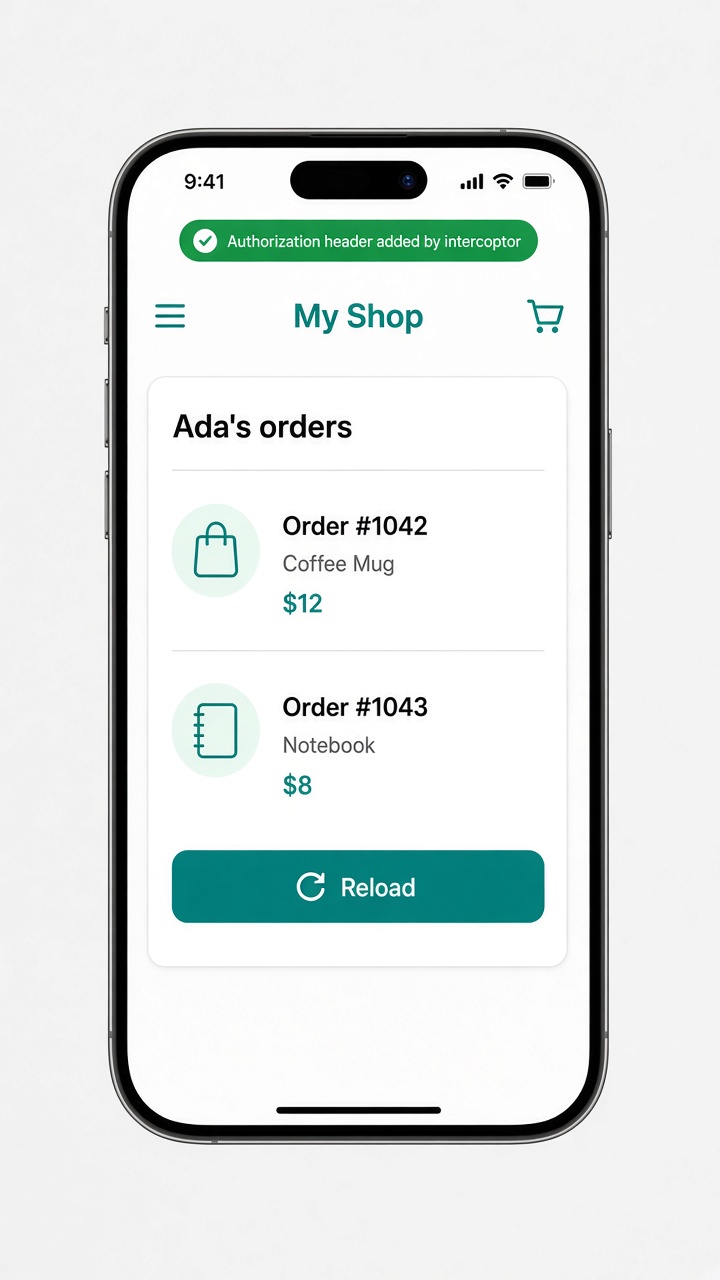 9:41
Authorization header added by intercoptor
My Shop
Ada's orders
Order #1042
Coffee Mug
$12
Order #1043
Notebook
$8
Reload